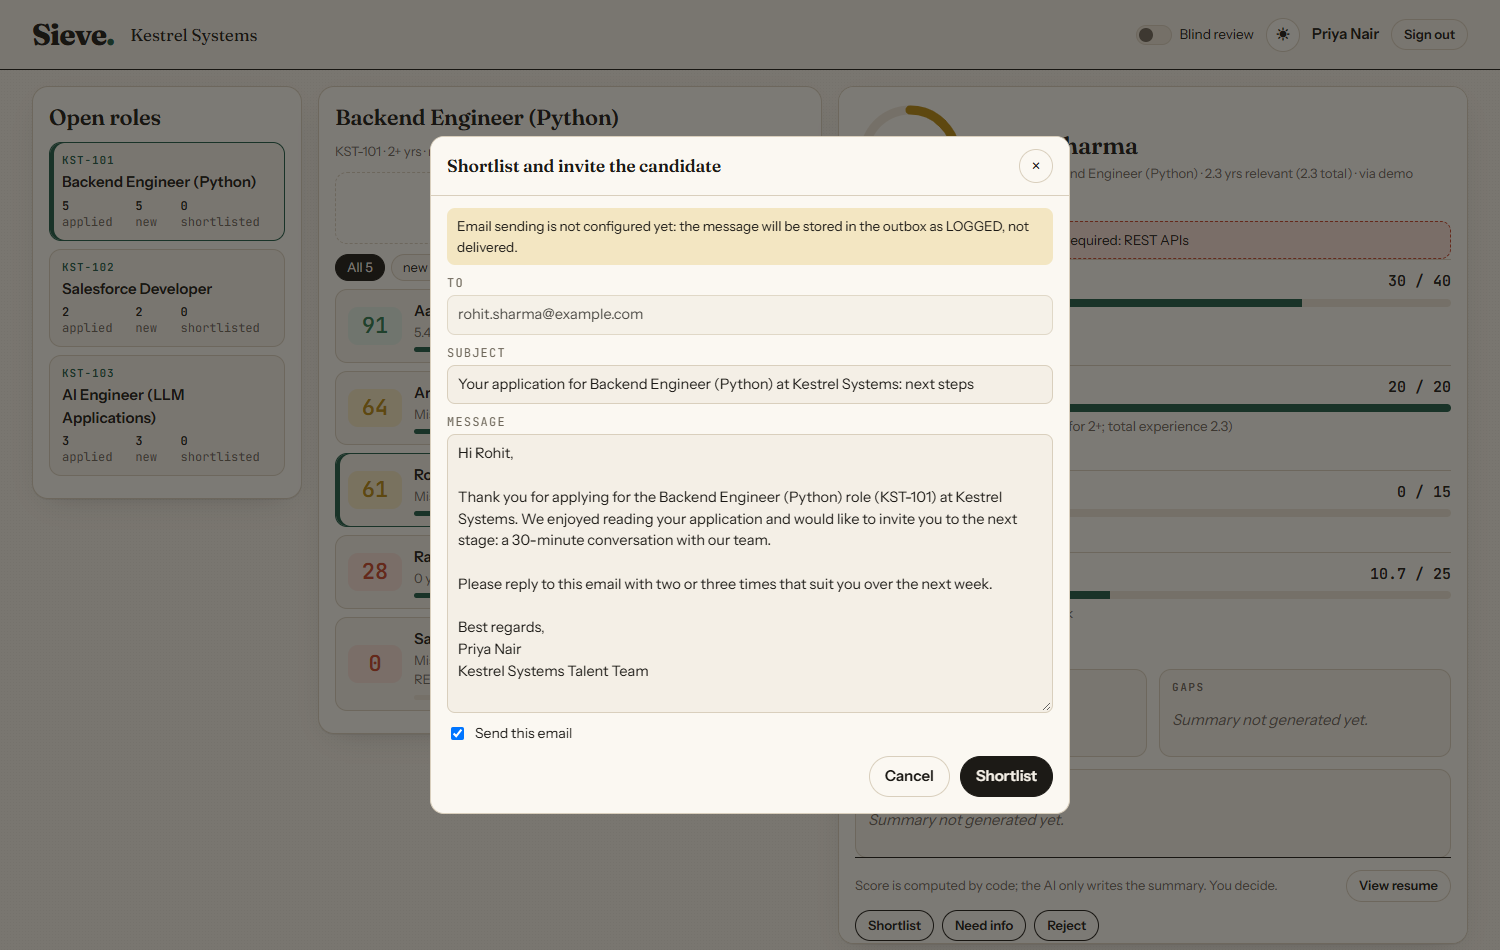 Sieve.
Kestrel Systems
Blind review
Priya Nair
Sign out
Open roles
KST-101
Backend Engineer (Python)
5 5 0
applied new shortlisted
KST-102
Salesforce Developer
2 2 0
applied new shortlisted
KST-103
AI Engineer (LLM
Applications)
3 3 0
applied new shortlisted
Backend Engineer (Python)
KST-101 · 2+ yrs ·
All 5 new
91
5.4
64
61
28
0 y
0
Shortlist and invite the candidate
×
Email sending is not configured yet: the message will be stored in the outbox as LOGGED, not
delivered.
TO
rohit.sharma@example.com
SUBJECT
Your application for Backend Engineer (Python) at Kestrel Systems: next steps
MESSAGE
Hi Rohit,
Thank you for applying for the Backend Engineer (Python) role (KST-101) at Kestrel
Systems. We enjoyed reading your application and would like to invite you to the next
stage: a 30-minute conversation with our team.
Please reply to this email with two or three times that suit you over the next week.
Best regards,
Priya Nair
Kestrel Systems Talent Team
Send this email
Cancel
Shortlist
harma
nd Engineer (Python) · 2.3 yrs relevant (2.3 total) · via demo
equired: REST APIs
30 / 40
20 / 20
for 2+; total experience 2.3)
0 / 15
10.7 / 25
GAPS
Summary not generated yet.
Summary not generated yet.
Score is computed by code; the AI only writes the summary. You decide.
View resume
Shortlist
Need info
Reject